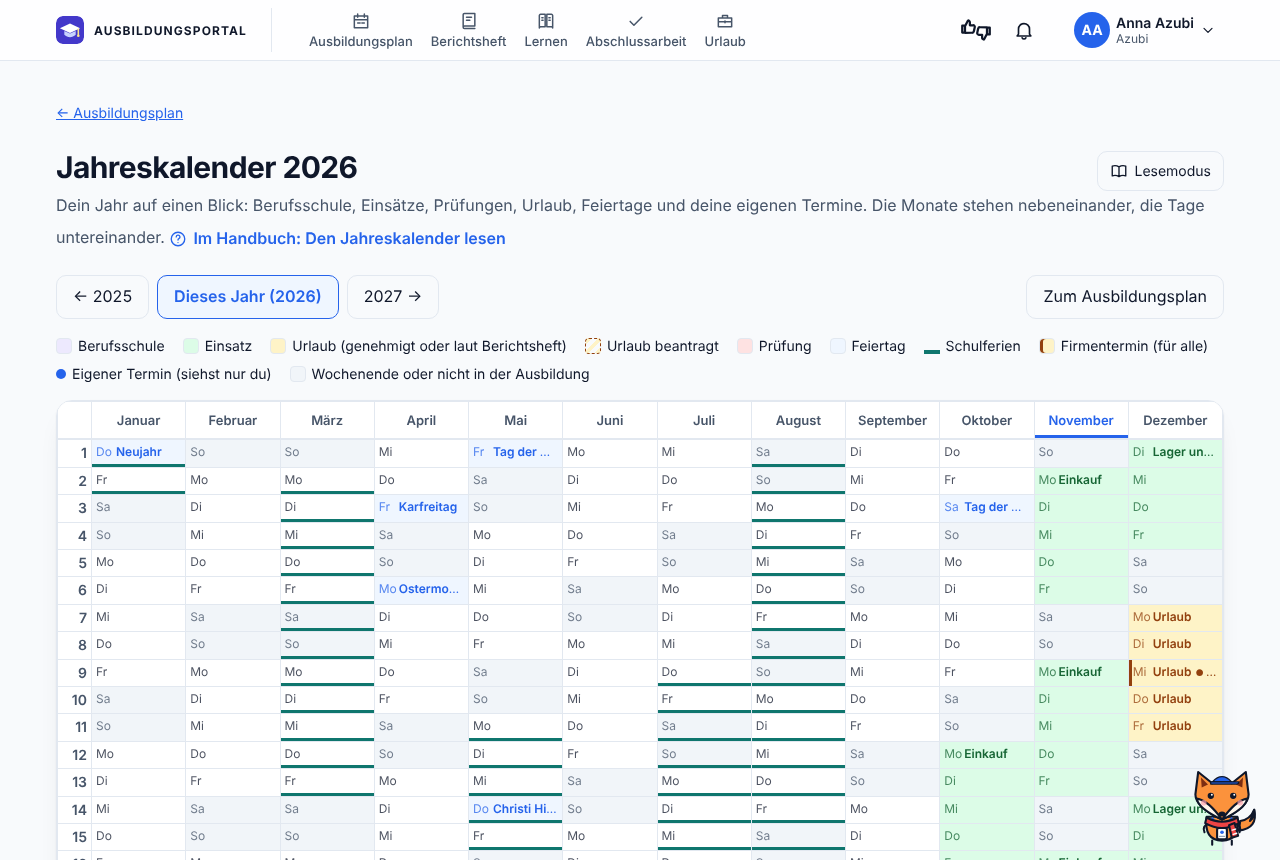 AUSBILDUNGSPORTAL
Ausbildungsplan Berichtsheft Lernen Abschlussarbeit Urlaub
AA Anna Azubi
Azubi
← Ausbildungsplan
Jahreskalender 2026
Lesemodus
Dein Jahr auf einen Blick: Berufsschule, Einsätze, Prüfungen, Urlaub, Feiertage und deine eigenen Termine. Die Monate stehen nebeneinander, die Tage
untereinander. Im Handbuch: Den Jahreskalender lesen
← 2025 Dieses Jahr (2026) 2027 → Zum Ausbildungsplan
Berufsschule Einsatz Urlaub (genehmigt oder laut Berichtsheft) Urlaub beantragt Prüfung Feiertag Schulferien Firmentermin (für alle)
Eigener Termin (siehst nur du) Wochenende oder nicht in der Ausbildung
Januar Februar März April Mai Juni Juli August September Oktober November Dezember
1 Do Neujahr So So Mi Fr Tag der ... Mo Mi Sa Di Do So Di Lager un...
2 Fr Mo Mo Do Sa Di Do So Mi Fr Mo Einkauf Mi
3 Sa Di Di Fr Karfreitag So Mi Fr Mo Do Sa Tag der ... Di Do
4 So Mi Mi Sa Mo Do Sa Di Fr So Mi Fr
5 Mo Do Do So Di Fr So Mi Sa Mo Do Sa
6 Di Fr Fr Mo Ostermo... Mi Sa Mo Do So Di Fr So
7 Mi Sa Sa Di Do So Di Fr Mo Mi Sa Mo Urlaub
8 Do So So Mi Fr Mo Mi Sa Di Do So Di Urlaub
9 Fr Mo Mo Do Sa Di Do So Mi Fr Mo Einkauf Mi Urlaub ● ...
10 Sa Di Di Fr So Mi Fr Mo Do Sa Di Do Urlaub
11 So Mi Mi Sa Mo Do Sa Di Fr So Mi Fr Urlaub
12 Mo Do Do So Di Fr So Mi Sa Mo Einkauf Do Sa
13 Di Fr Fr Mo Mi Sa Mo Do So Di Fr So
14 Mi Sa Sa Di Do Christi Hi... So Di Fr Mo Mi Sa Mo Lager un
15 Do So So Mi Fr Mo Mi Sa Di Do So Di